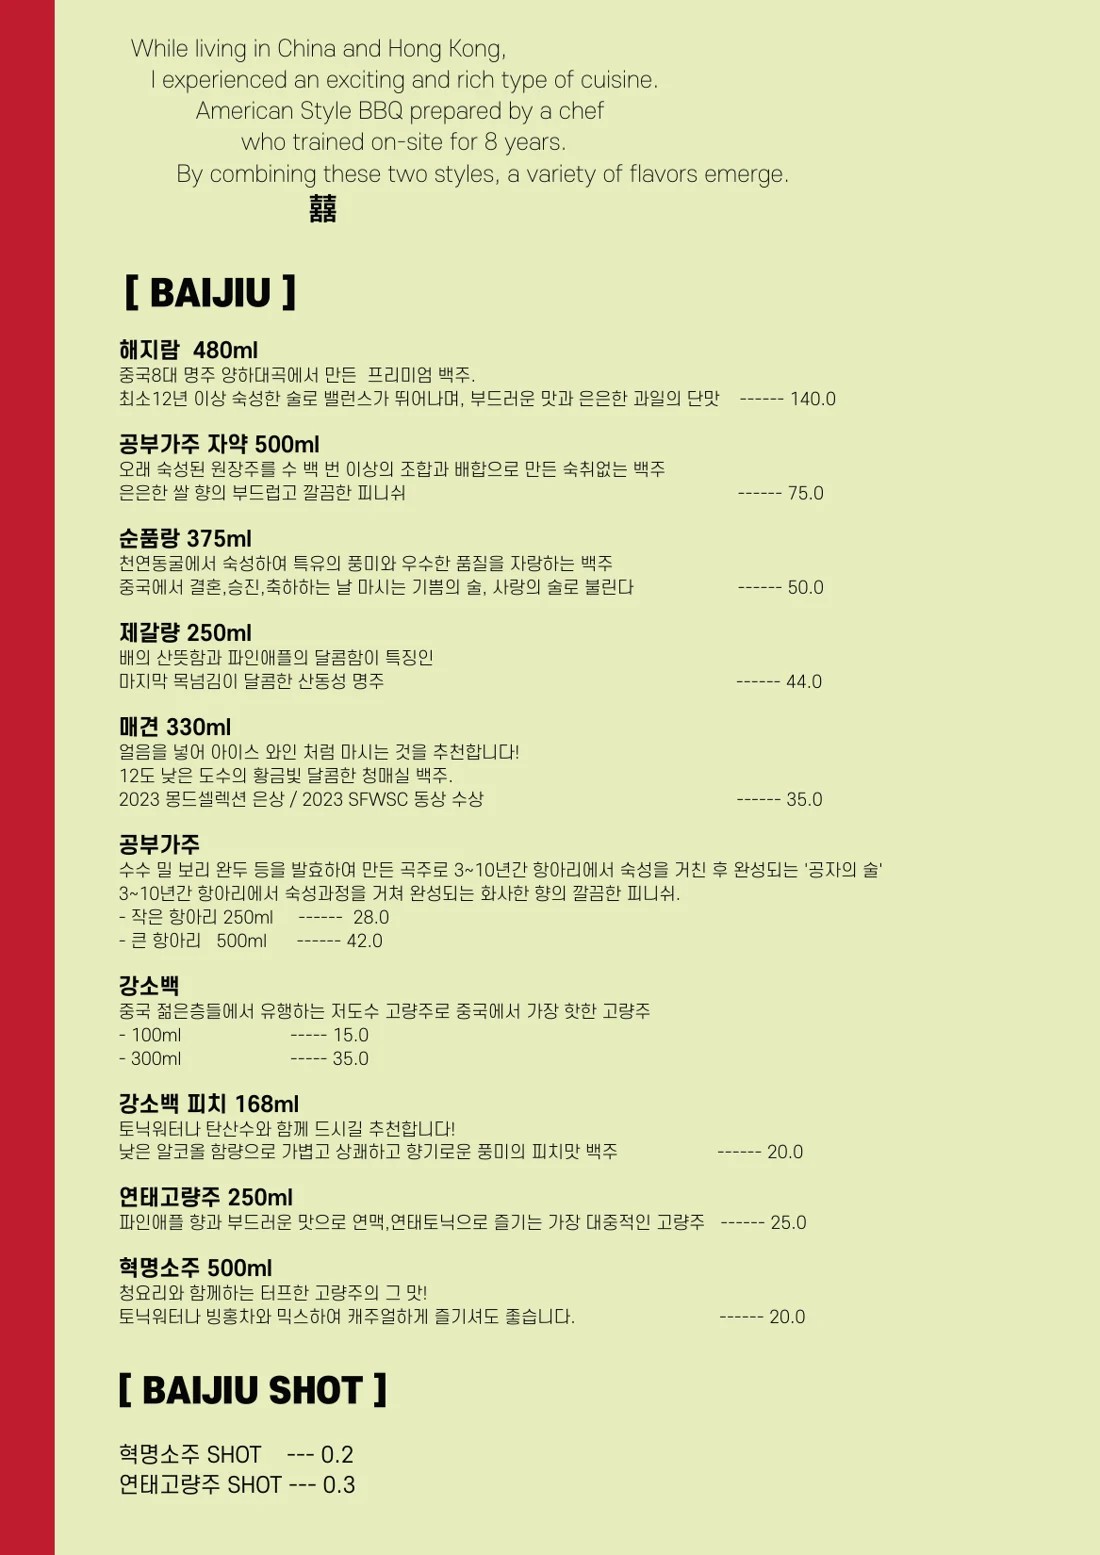 While living in China and Hong Kong,
I experienced an exciting and rich type of cuisine.
American Style BBQ prepared by a chef
who trained on-site for 8 years.
By combining these two styles, a variety of flavors emerge.
囍
[ BAIJIU ]
해지람 480ml
중국8대 명주 양하대곡에서 만든 프리미엄 백주.
최소12년 이상 숙성한 술로 밸런스가 뛰어나며, 부드러운 맛과 은은한 과일의 단맛 ------ 140.0
공부가주 자약 500ml
오래 숙성된 원장주를 수 백 번 이상의 조합과 배합으로 만든 숙취없는 백주
은은한 쌀 향의 부드럽고 깔끔한 피니쉬 ------ 75.0
순품랑 375ml
천연동굴에서 숙성하여 특유의 풍미와 우수한 품질을 자랑하는 백주
중국에서 결혼,승진,축하하는 날 마시는 기쁨의 술, 사랑의 술로 불린다 ------ 50.0
제갈량 250ml
배의 산뜻함과 파인애플의 달콤함이 특징인
마지막 목넘김이 달콤한 산동성 명주 ------ 44.0
매견 330ml
얼음을 넣어 아이스 와인 처럼 마시는 것을 추천합니다!
12도 낮은 도수의 황금빛 달콤한 청매실 백주.
2023 몽드셀렉션 은상 / 2023 SFWSC 동상 수상 ------ 35.0
공부가주
수수 밀 보리 완두 등을 발효하여 만든 곡주로 3~10년간 항아리에서 숙성을 거친 후 완성되는 '공자의 술'
3~10년간 항아리에서 숙성과정을 거쳐 완성되는 화사한 향의 깔끔한 피니쉬.
- 작은 항아리 250ml ------ 28.0
- 큰 항아리 500ml ------ 42.0
강소백
중국 젊은층들에서 유행하는 저도수 고량주로 중국에서 가장 핫한 고량주
- 100ml ----- 15.0
- 300ml ----- 35.0
강소백 피치 168ml
토닉워터나 탄산수와 함께 드시길 추천합니다!
낮은 알코올 함량으로 가볍고 상쾌하고 향기로운 풍미의 피치맛 백주 ------ 20.0
연태고량주 250ml
파인애플 향과 부드러운 맛으로 연맥,연태토닉으로 즐기는 가장 대중적인 고량주 ------ 25.0
혁명소주 500ml
청요리와 함께하는 터프한 고량주의 그 맛!
토닉워터나 빙홍차와 믹스하여 캐주얼하게 즐기셔도 좋습니다. ------ 20.0
[ BAIJIU SHOT ]
혁명소주 SHOT --- 0.2
연태고량주 SHOT --- 0.3